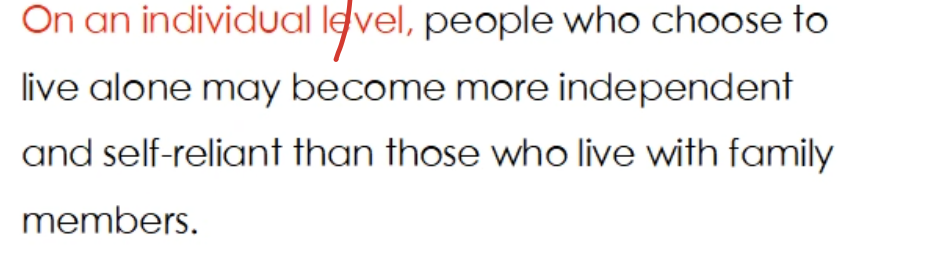 On an individual level, people who choose to
live alone may become more independent
and self-reliant than those who live with family
members.